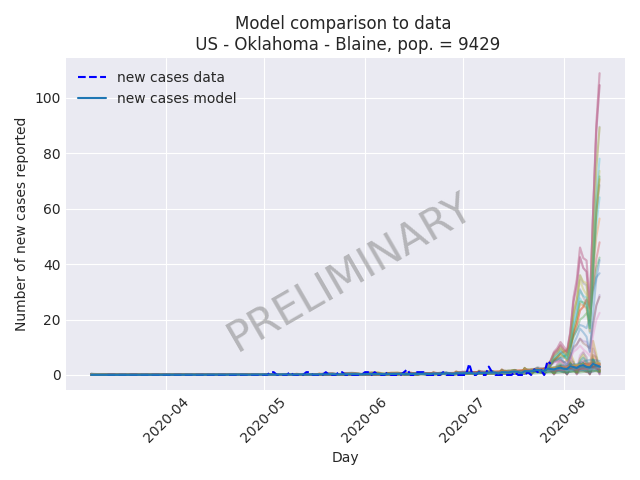 Model comparison to data
US - Oklahoma - Blaine, pop. = 9429
new cases data
new cases model
Number of new cases reported
100
80
60
40
20
0
PRELIMINARY
2020-04
2020-05
2020-06
2020-07
2020-08
Day